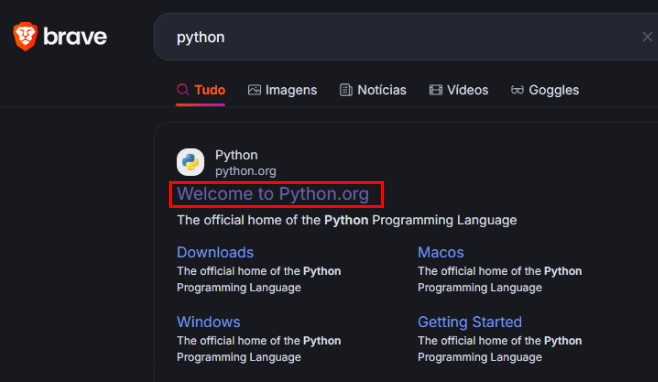 brave
python
Tudo Imagens Notícias Vídeos Goggles
Python
python.org
Welcome to Python.org
The official home of the Python Programming Language
Downloads
The official home of the Python
Programming Language
Macos
The official home of the Python
Programming Language
Windows
The official home of the Python
Programming Language
Getting Started
The official home of the Python
Programming Language